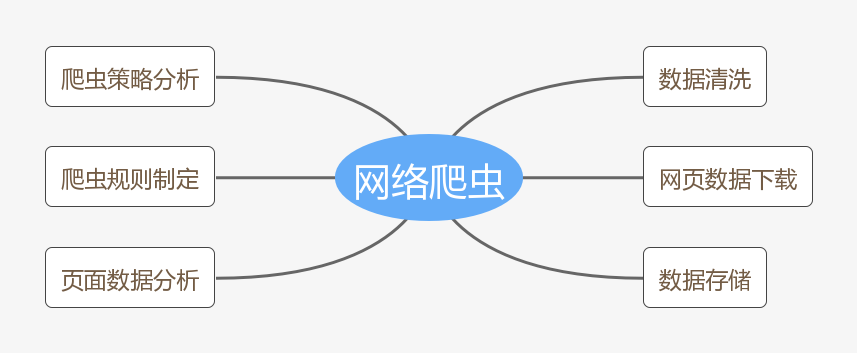 爬虫策略分析
数据清洗
爬虫规则制定
网络爬虫
网页数据下载
页面数据分析
数据存储